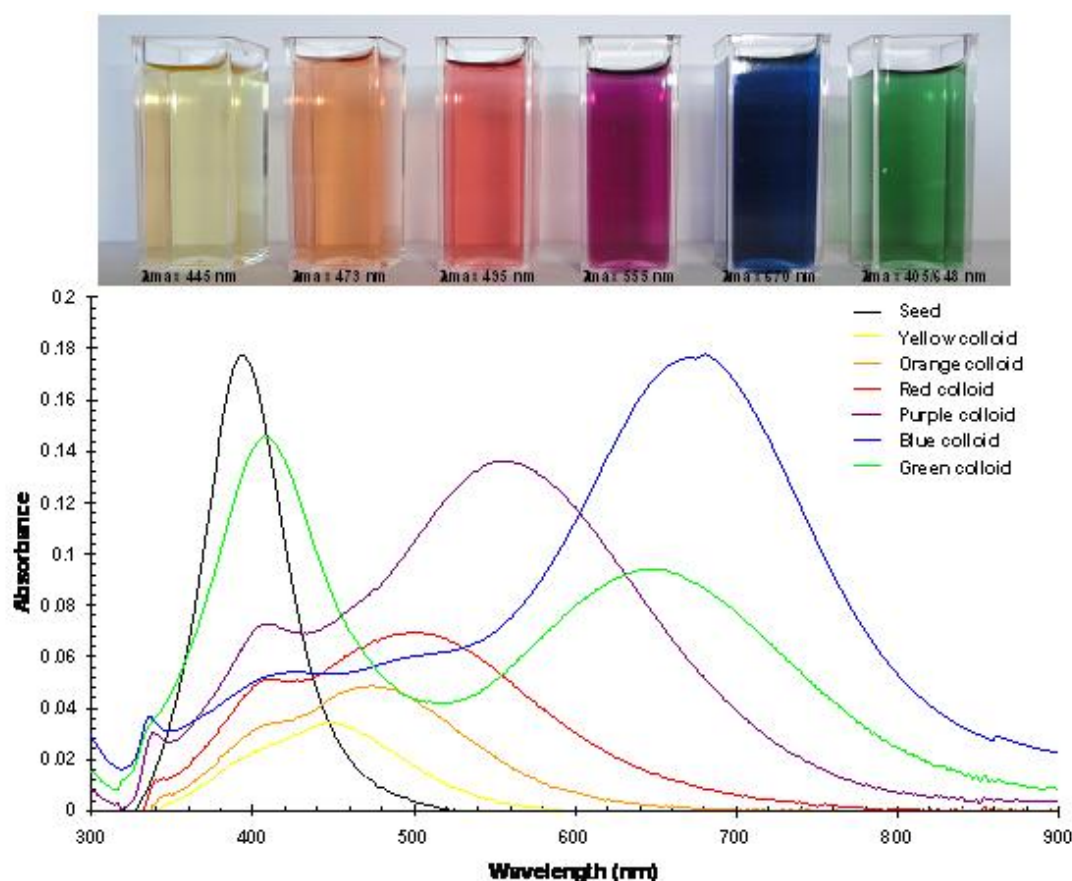 λmax = 445 nm
λmax = 473 nm
λmax = 495 nm
λmax = 555 nm
λmax = 670 nm
λmax = 405/648 nm
0.2
0.18
0.16
0.14
0.12
0.1
0.08
0.06
0.04
0.02
0
Absorbance
Seed
Yellow colloid
Orange colloid
Red colloid
Purple colloid
Blue colloid
Green colloid
300 400 500 600 700 800 900
Wavelength (nm)